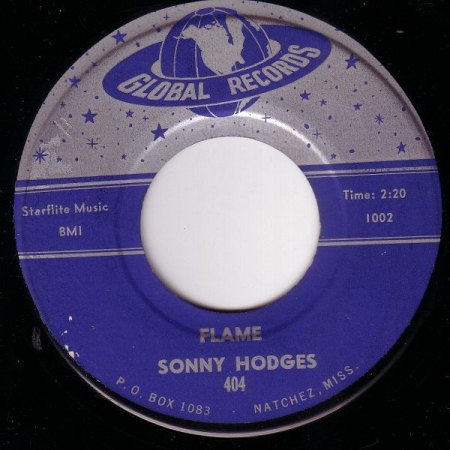 GLOBAL RECORDS
Starflite Music
BMI
Time: 2:20
1002
FLAME
SONNY HODGES
404
P. O. BOX 1083 . NATCHEZ, MISS.